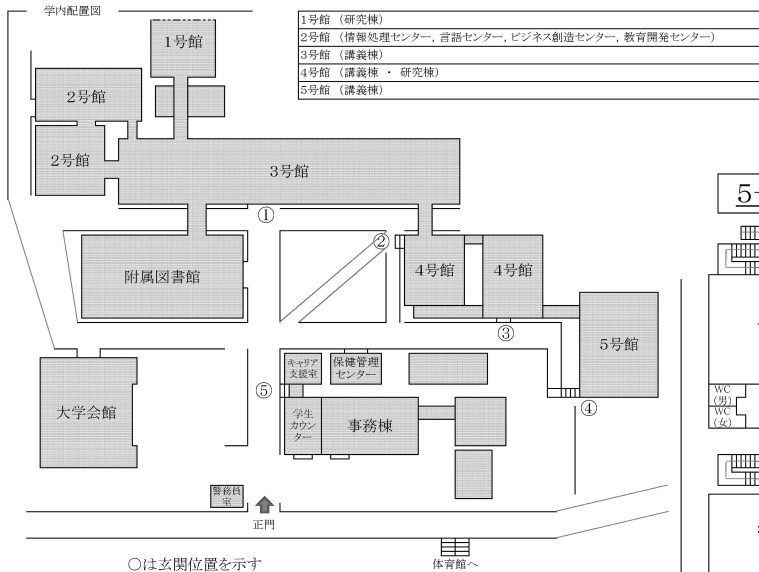 学内配置図
1号館 (研究棟)
2号館 (情報処理センター, 言語センター, ビジネス創造センター, 教育開発センター)
3号館 (講義棟)
4号館 (講義棟 ・ 研究棟)
5号館 (講義棟)
1号館
2号館
2号館
3号館
①
②
附属図書館
4号館
4号館
③
5号館
④
大学会館
⑤
キャリア
支援室
保健管理
センター
学生
カウン
ター
事務棟
警務員
室
正門
体育館へ
〇は玄関位置を示す
WC
(男)
WC
(女)